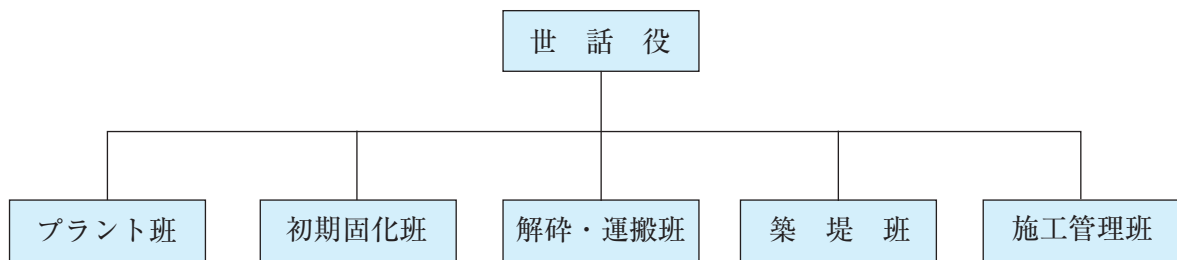 世話役
プラント班
初期固化班
解砕・運搬班
築堤班
施工管理班